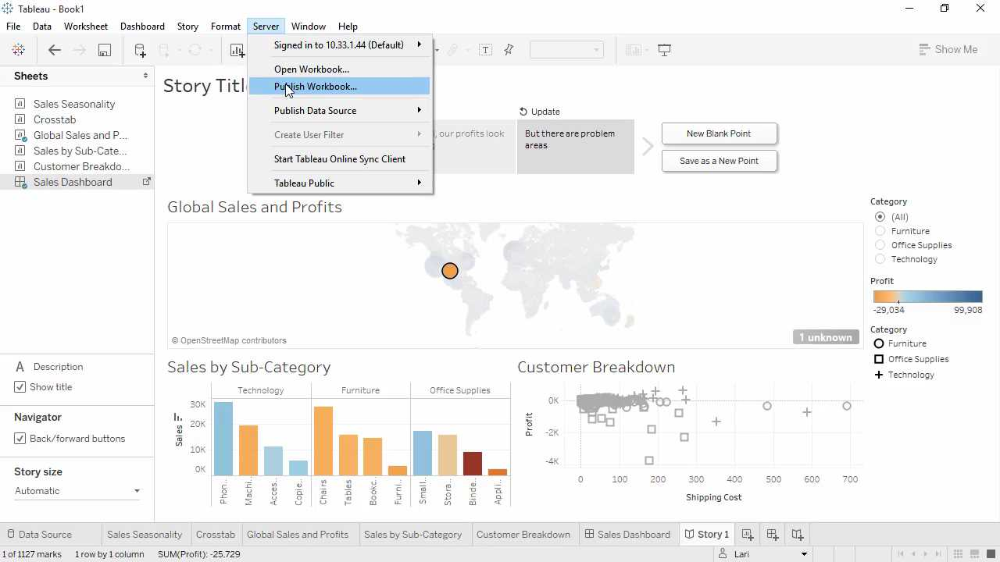 Tableau - Book1
File Data Worksheet Dashboard Story Format Server Window Help
Show Me
Signed in to 10.33.1.44 (Default)
Open Workbook...
Publish Workbook...
Publish Data Source
Create User Filter
Start Tableau Online Sync Client
Tableau Public
Sheets
Sales Seasonality
Crosstab
Global Sales and P...
Sales by Sub-Cate...
Customer Breakdo...
Sales Dashboard
Description
Show title
Navigator
Back/forward buttons
Story size
Automatic
Story Titl
, our profits look
Update
But there are problem
areas
New Blank Point
Save as a New Point
Global Sales and Profits
© OpenStreetMap contributors
1 unknown
Category
(All)
Furniture
Office Supplies
Technology
Profit
-29,034 99,908
Category
Furniture
Office Supplies
Technology
Sales by Sub-Category
Technology Furniture Office Supplies
Sales
30K
20K
10K
0K
Phon.. Machi.. Acces.. Copie.. Chairs Tables Bookc.. Furni.. Small.. Stora.. Binde.. Appli..
Customer Breakdown
Profit
0K
-2K
-4K
0 100 200 300 400 500 600 700
Shipping Cost
Data Source Sales Seasonality Crosstab Global Sales and Profits Sales by Sub-Category Customer Breakdown Sales Dashboard Story 1
1 of 1127 marks 1 row by 1 column SUM(Profit): -25,729 Lari